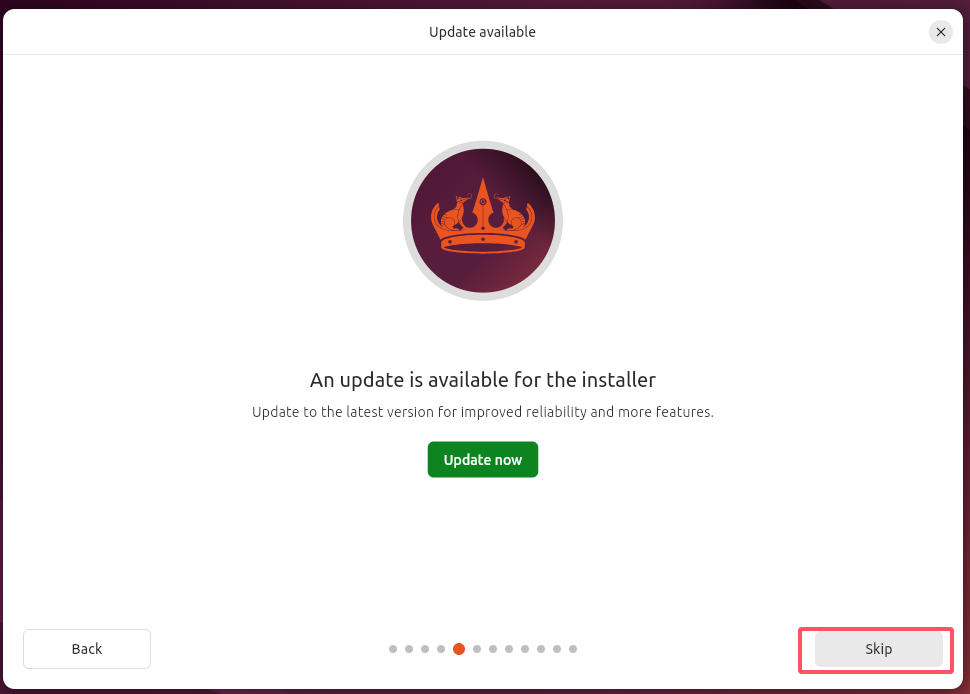 Update available
An update is available for the installer
Update to the latest version for improved reliability and more features.
Update now
Back
Skip